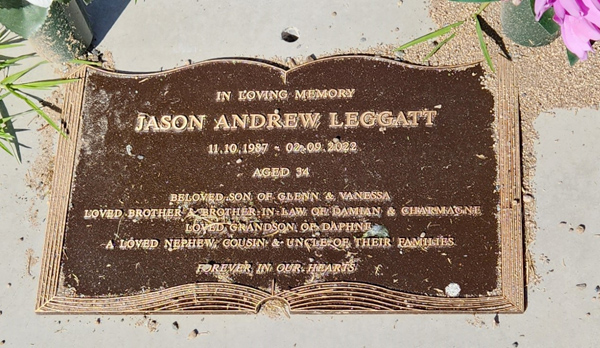 IN LOVING MEMORY
JASON ANDREW LEGGATT
11.10.1987 - 02.09.2022
AGED 34
BELOVED SON OF GLENN & VANESSA
LOVED BROTHER & BROTHER-IN-LAW OF DAMIAN & CHARMAYNE
LOVED GRANDSON OF DAPHNE
A LOVED NEPHEW, COUSIN & UNCLE OF THEIR FAMILIES
FOREVER IN OUR HEARTS